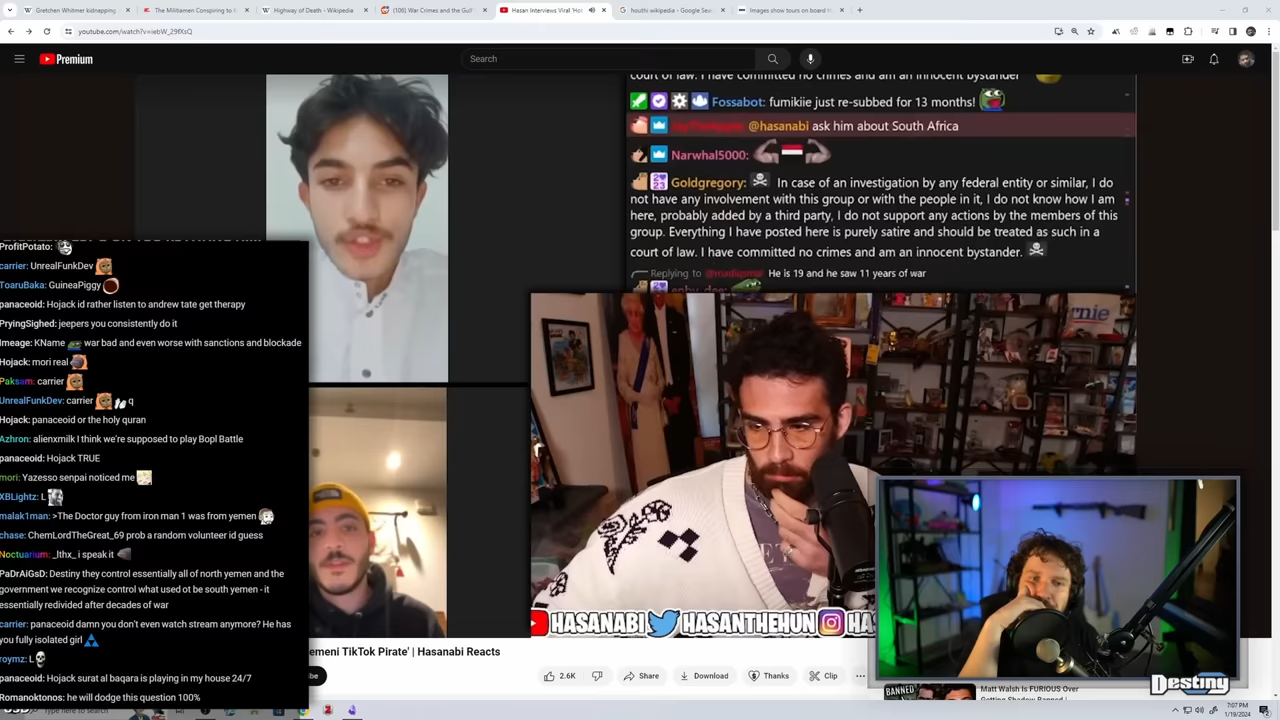 Gretchen Whitmer kidnapping
The Militiamen Conspiring to
Highway of Death - Wikipedia
(106) War Crimes and the Gulf
Hasan Interviews Viral 'Hot
houthi wikipedia - Google Sea
Images show tours on board H
youtube.com/watch?v=iebW_29fXsQ
Premium
Search
court of law. I have committed no crimes and am an innocent bystander
Fossabot: fumikiie just re-subbed for 13 months!
@hasanabi ask him about South Africa
Narwhal5000:
Goldgregory: In case of an investigation by any federal entity or similar, I do
not have any involvement with this group or with the people in it, I do not know how I am
here, probably added by a third party, I do not support any actions by the members of this
group. Everything I have posted here is purely satire and should be treated as such in a
court of law. I have committed no crimes and am an innocent bystander.
Replying to He is 19 and he saw 11 years of war
ProfitPotato:
carrier: UnrealFunkDev
ToaruBaka: GuineaPiggy
panaceoid: Hojack id rather listen to andrew tate get therapy
PryingSighed: jeepers you consistently do it
Imeage: KName war bad and even worse with sanctions and blockade
Hojack: mori real
Paksam: carrier
UnrealFunkDev: carrier q
Hojack: panaceoid or the holy quran
Azhron: alienxmilk I think we're supposed to play Bopl Battle
panaceoid: Hojack TRUE
mori: Yazesso senpai noticed me
XBLightz: L
malak1man: >The Doctor guy from iron man 1 was from yemen
chase: ChemLordTheGreat_69 prob a random volunteer id guess
Noctuarium: _lthx_ i speak it
PaDrAiGsD: Destiny they control essentially all of north yemen and the
government we recognize control what used ot be south yemen - it
essentially redivided after decades of war
carrier: panaceoid damn you don't even watch stream anymore? He has
you fully isolated girl
roymz: L
panaceoid: Hojack surat al baqara is playing in my house 24/7
Romanoktonos: he will dodge this question 100%
ernie
HASANABI HASANTHEHUN HAS
emeni TikTok Pirate' | Hasanabi Reacts
be
2.6K
Share
Download
Thanks
Clip
BANNED
Matt Walsh is FURIOUS Over
Destiny
Type here to search
7:07 PM
1/19/2024